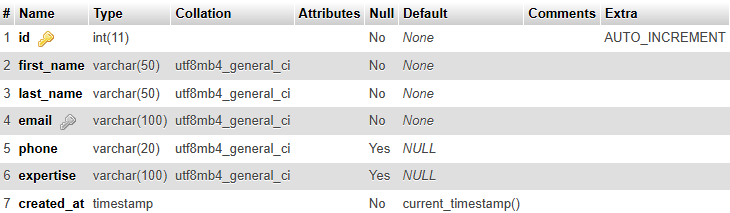 # Name Type Collation Attributes Null Default Comments Extra
1 id int(11) No None AUTO_INCREMENT
2 first_name varchar(50) utf8mb4_general_ci No None
3 last_name varchar(50) utf8mb4_general_ci No None
4 email varchar(100) utf8mb4_general_ci No None
5 phone varchar(20) utf8mb4_general_ci Yes NULL
6 expertise varchar(100) utf8mb4_general_ci Yes NULL
7 created_at timestamp No current_timestamp()